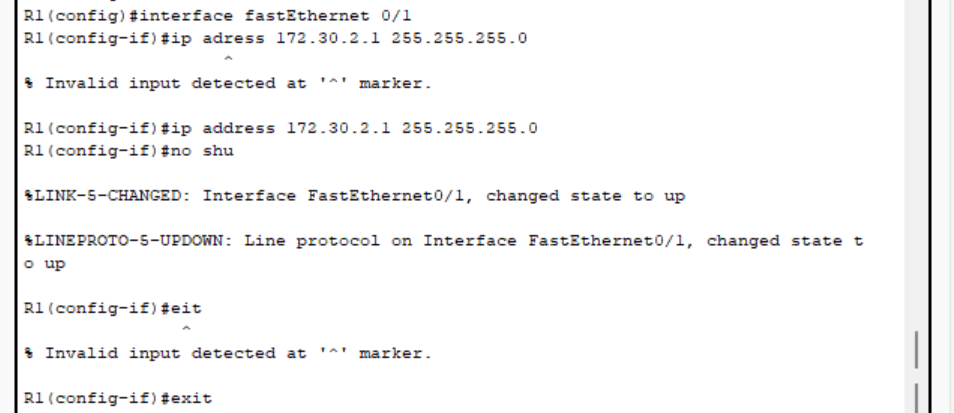 R1(config)#interface fastEthernet 0/1
R1(config-if)#ip adress 172.30.2.1 255.255.255.0
^
% Invalid input detected at '^' marker.
R1(config-if)#ip address 172.30.2.1 255.255.255.0
R1(config-if)#no shu
%LINK-5-CHANGED: Interface FastEthernet0/1, changed state to up
%LINEPROTO-5-UPDOWN: Line protocol on Interface FastEthernet0/1, changed state t
o up
R1(config-if)#eit
^
% Invalid input detected at '^' marker.
R1(config-if)#exit